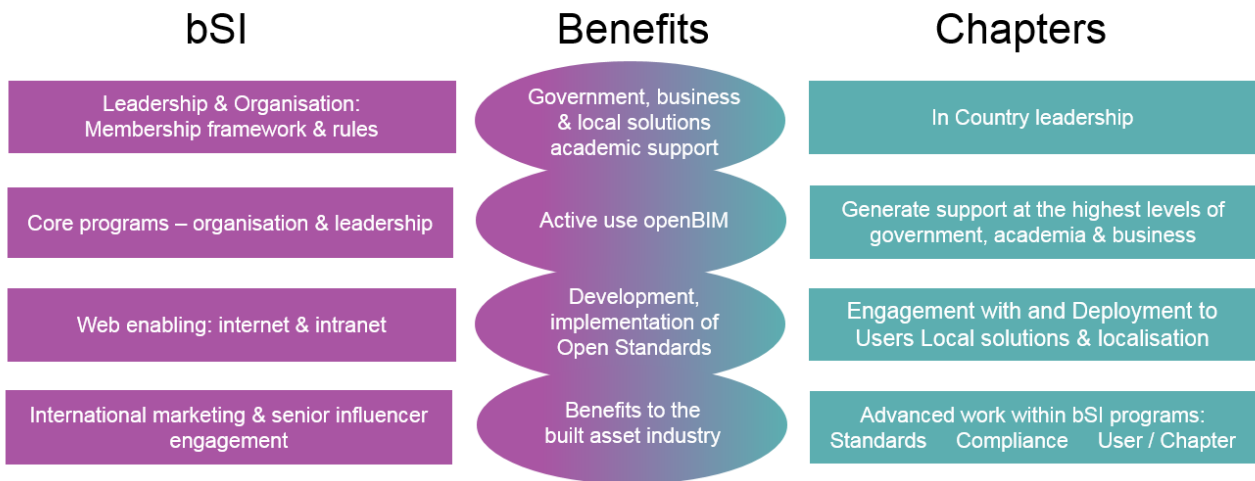 bSI
Benefits
Chapters
Leadership & Organisation:
Membership framework & rules
Government, business
& local solutions
academic support
In Country leadership
Core programs – organisation & leadership
Active use openBIM
Generate support at the highest levels of
government, academia & business
Web enabling: internet & intranet
Development,
implementation of
Open Standards
Engagement with and Deployment to
Users Local solutions & localisation
International marketing & senior influencer
engagement
Benefits to the
built asset industry
Advanced work within bSI programs:
Standards Compliance User / Chapter